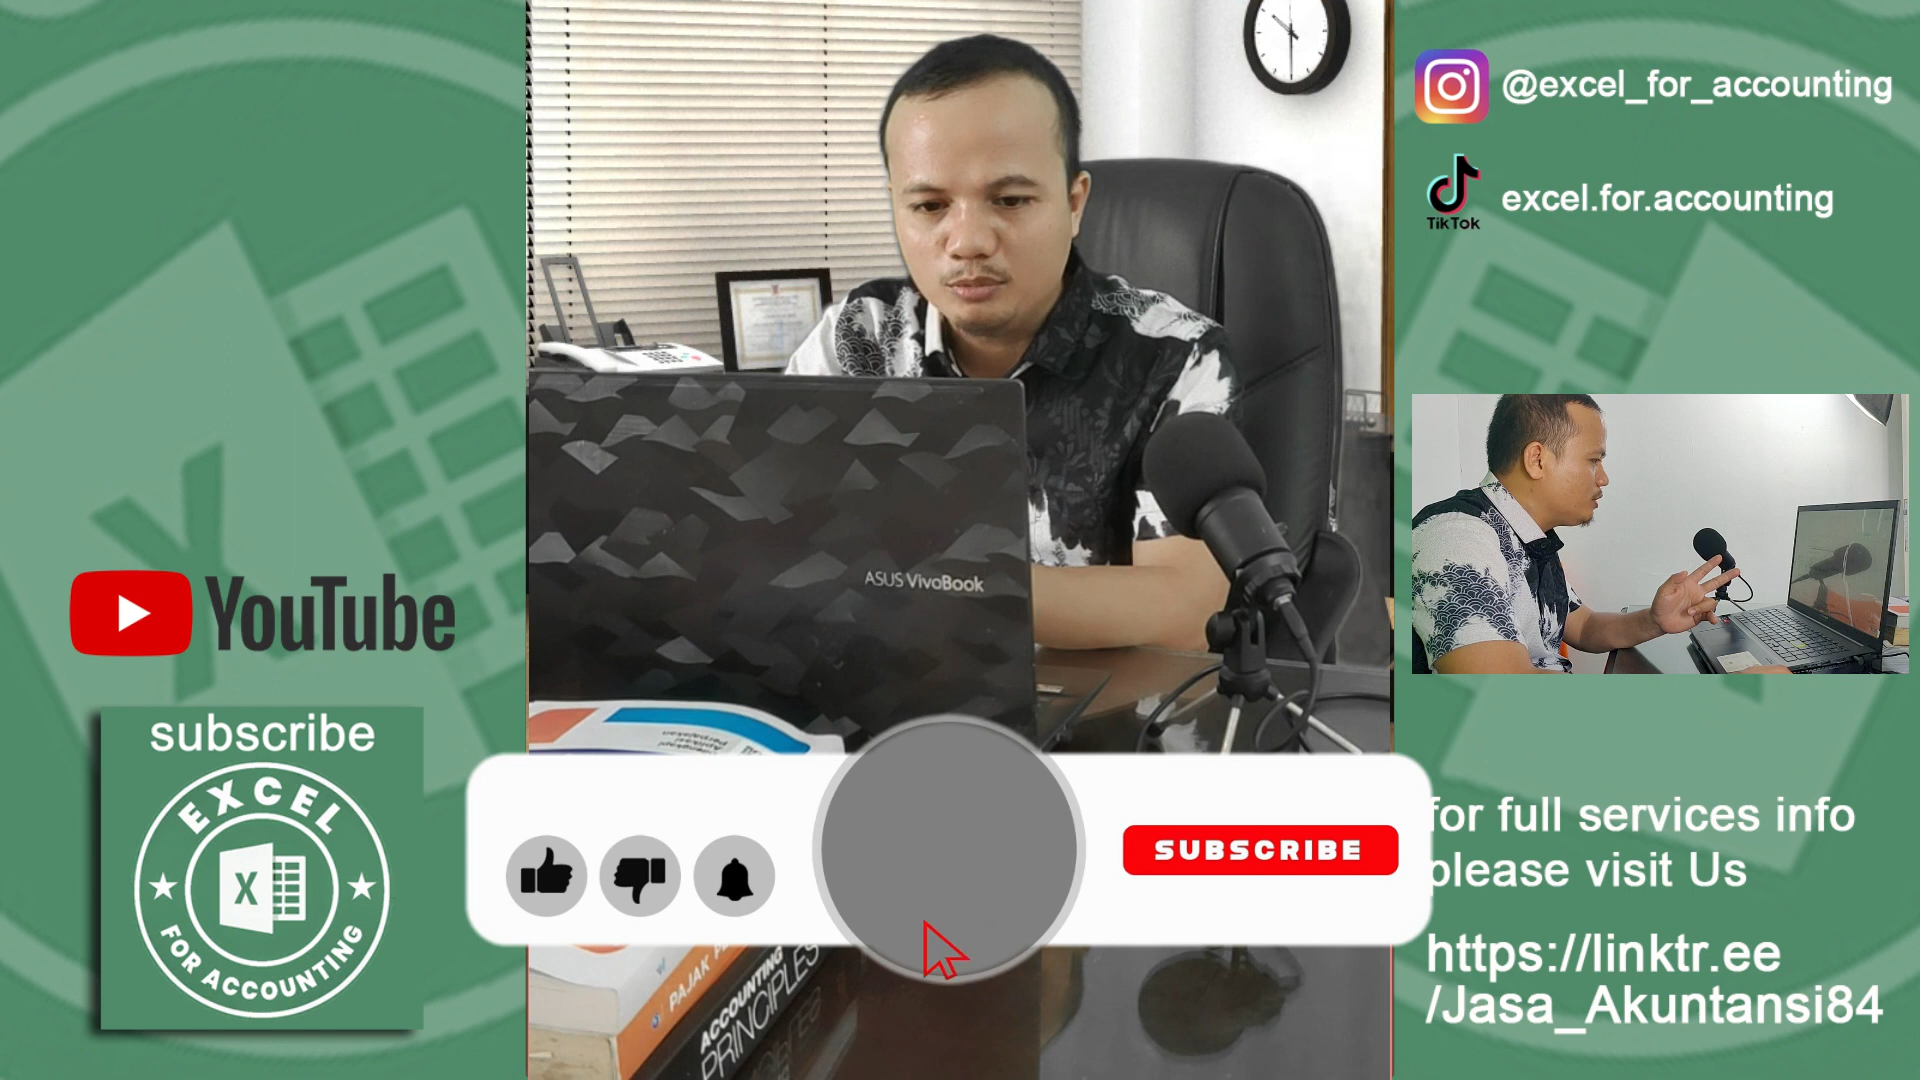 @excel_for_accounting
TikTok
excel.for.accounting
YouTube
subscribe
EXCEL
X
FOR ACCOUNTING
ASUS VivoBook
SUBSCRIBE
PAJAK
ACCOUNTING
PRINCIPLES
for full services info
please visit Us
https://linktr.ee
/Jasa_Akuntansi84